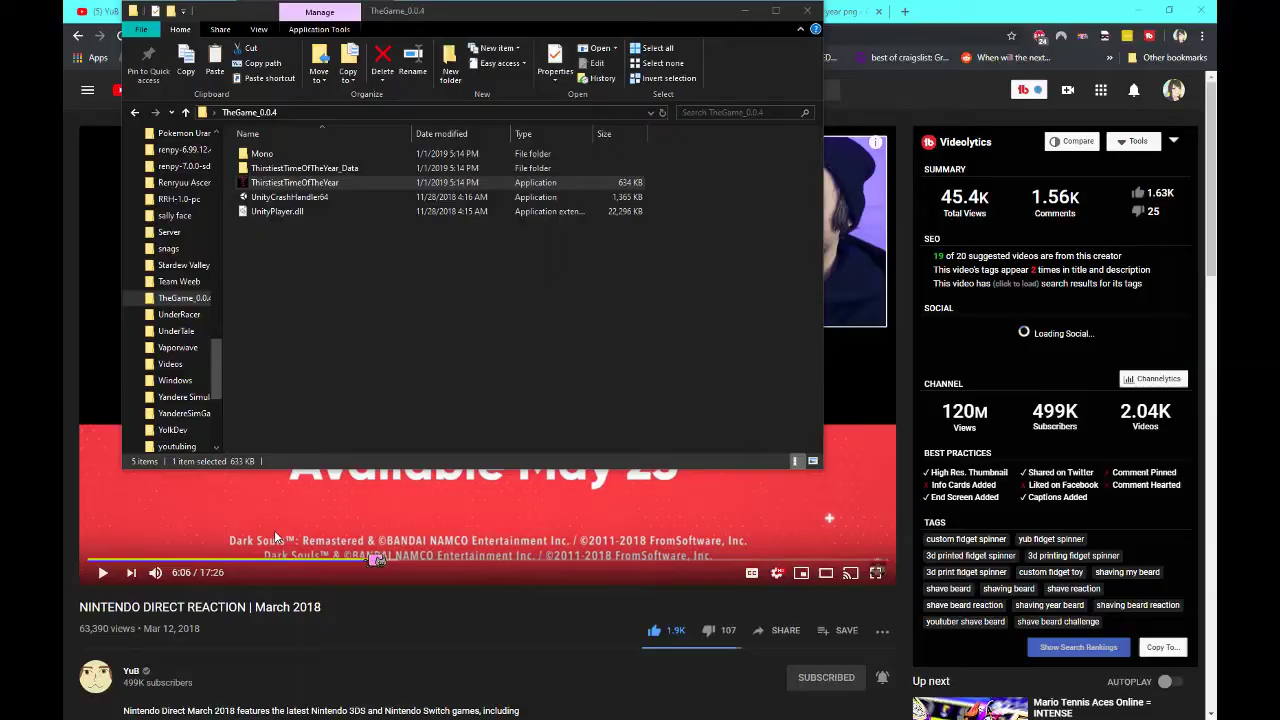 (5) YuB
year png -
Manage
TheGame_0.0.4
File
Home
Share
View
Application Tools
Pin to Quick access
Copy
Paste
Cut
Copy path
Paste shortcut
Clipboard
Move to
Copy to
Delete
Rename
Organize
New folder
New item
Easy access
New
Properties
Open
Edit
History
Open
Select all
Select none
Invert selection
Select
24
Apps
best of craigslist: Gr...
When will the next...
Other bookmarks
TheGame_0.0.4
Search TheGame_0.0.4
Pokemon Uran
renpy-6.99.12.
renpy-7.0.0-sd
Renryuu Ascen
RRH-1.0-pc
sally face
Server
snags
Stardew Valley
Team Weeb
TheGame_0.0.4
UnderRacer
UnderTale
Vaporwave
Videos
Windows
Yandere Simul
YandereSimGa
YolkDev
youtubing
Name Date modified Type Size
Mono 1/1/2019 5:14 PM File folder
ThirstiestTimeOfTheYear_Data 1/1/2019 5:14 PM File folder
ThirstiestTimeOfTheYear 1/1/2019 5:14 PM Application 634 KB
UnityCrashHandler64 11/28/2018 4:16 AM Application 1,365 KB
UnityPlayer.dll 11/28/2018 4:15 AM Application exten... 22,296 KB
5 items 1 item selected 633 KB
Available May 25
Dark Souls™: Remastered & ©BANDAI NAMCO Entertainment Inc. / ©2011-2018 FromSoftware, Inc.
Dark Souls™ & ©BANDAI NAMCO Entertainment Inc. / ©2011-2018 FromSoftware, Inc.
6:06 / 17:26
NINTENDO DIRECT REACTION | March 2018
63,390 views • Mar 12, 2018
1.9K
107
SHARE
SAVE
YuB
499K subscribers
SUBSCRIBED
Nintendo Direct March 2018 features the latest Nintendo 3DS and Nintendo Switch games, including
tb
Videolytics
Compare
Tools
SUMMARY
45.4K
Total Views
1.56K
Comments
1.63K
25
SEO
19 of 20 suggested videos are from this creator
This video's tags appear 2 times in title and description
This video has (click to load) search results for its tags
SOCIAL
Loading Social...
CHANNEL
Channelytics
120M
Views
499K
Subscribers
2.04K
Videos
BEST PRACTICES
✓ High Res. Thumbnail
✓ Shared on Twitter
x Comment Pinned
x Info Cards Added
x Liked on Facebook
x Comment Hearted
✓ End Screen Added
✓ Captions Added
TAGS
custom fidget spinner
yub fidget spinner
3d printed fidget spinner
3d printing fidget spinner
3d print fidget spinner
custom fidget toy
shaving my beard
shave beard
shaving beard
shave reaction
shave beard reaction
shaving year beard
shaving beard reaction
youtuber shave beard
shave beard challenge
Show Search Rankings
Copy To...
Up next
AUTOPLAY
Mario Tennis Aces Online =
INTENSE